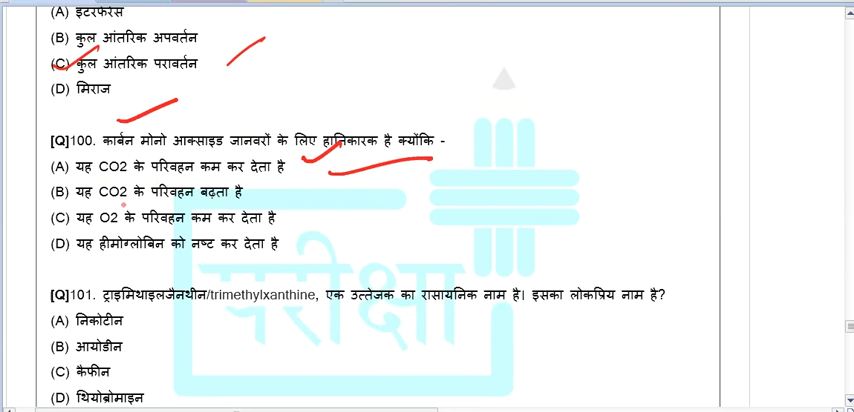 (A) इंटरफेरेंस
(B) कुल आंतरिक अपवर्तन
(C) कुल आंतरिक परावर्तन
(D) मिराज
[Q]100. कार्बन मोनो आक्साइड जानवरों के लिए हानिकारक है क्योंकि -
(A) यह CO2 के परिवहन कम कर देता है
(B) यह CO2 के परिवहन बढ़ता है
(C) यह O2 के परिवहन कम कर देता है
(D) यह हीमोग्लोबिन को नष्ट कर देता है
परीक्षा
[Q]101. ट्राइमिथाइलजैनथीन/trimethylxanthine, एक उत्तेजक का रासायनिक नाम है। इसका लोकप्रिय नाम है?
(A) निकोटीन
(B) आयोडीन
(C) कैफीन
(D) थियोब्रोमाइन